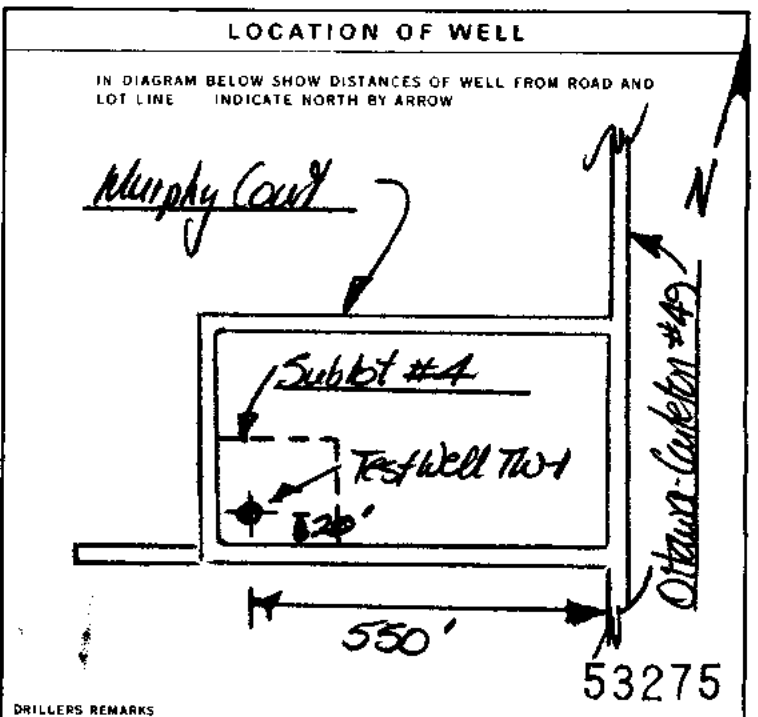 LOCATION OF WELL
IN DIAGRAM BELOW SHOW DISTANCES OF WELL FROM ROAD AND
LOT LINE INDICATE NORTH BY ARROW
N
Murphy Court
Ottawa-Carleton #49
Sublot #4
Test Well TW-1
20'
550'
53275
DRILLERS REMARKS